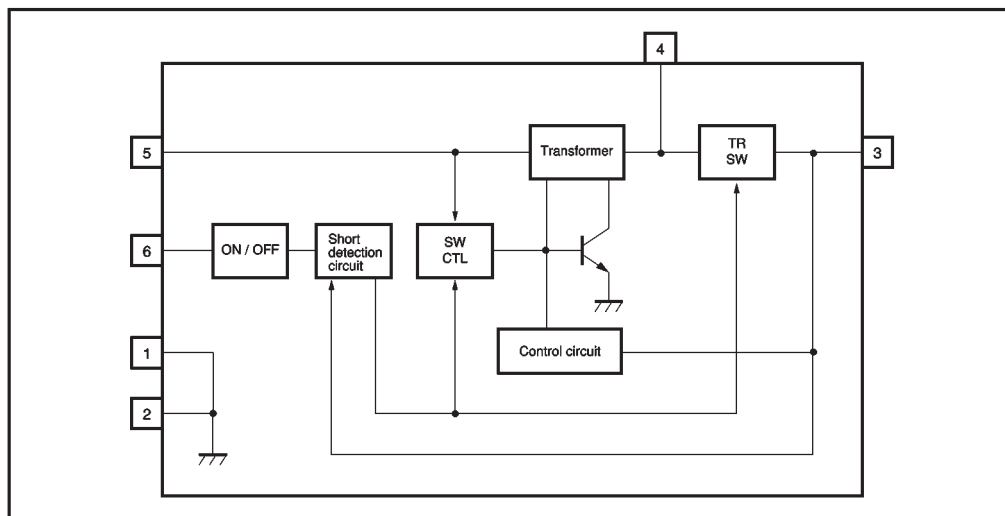 4
5
Transformer
TR
SW
3
6
ON / OFF
Short
detection
circuit
SW
CTL
1
Control circuit
2